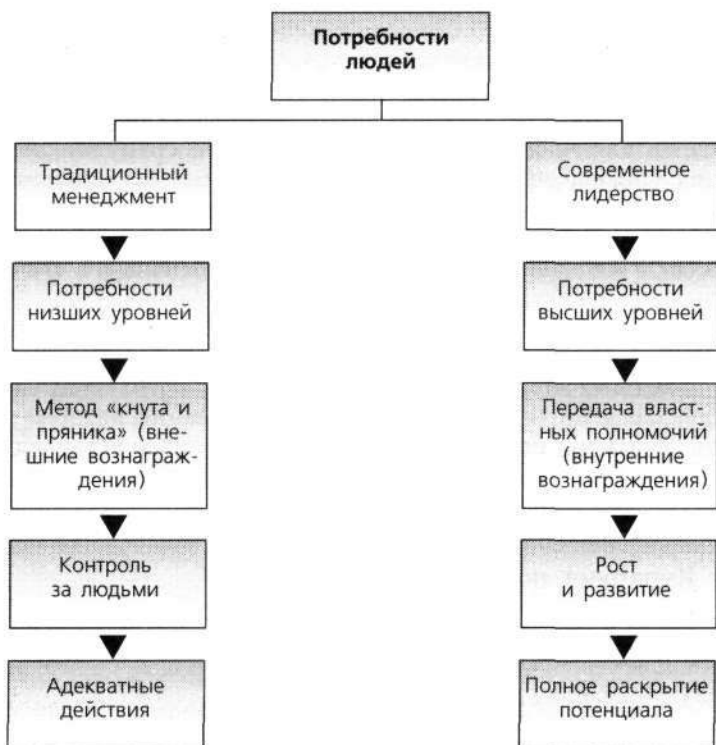 Потребности
людей
Традиционный
менеджмент
Современное
лидерство
Потребности
низших уровней
Потребности
высших уровней
Метод «кнута и
пряника» (вне-
шние вознаграж-
дения)
Передача власт-
ных полномочий
(внутренние
вознаграждения)
Контроль
за людьми
Рост
и развитие
Адекватные
действия
Полное раскрытие
потенциала